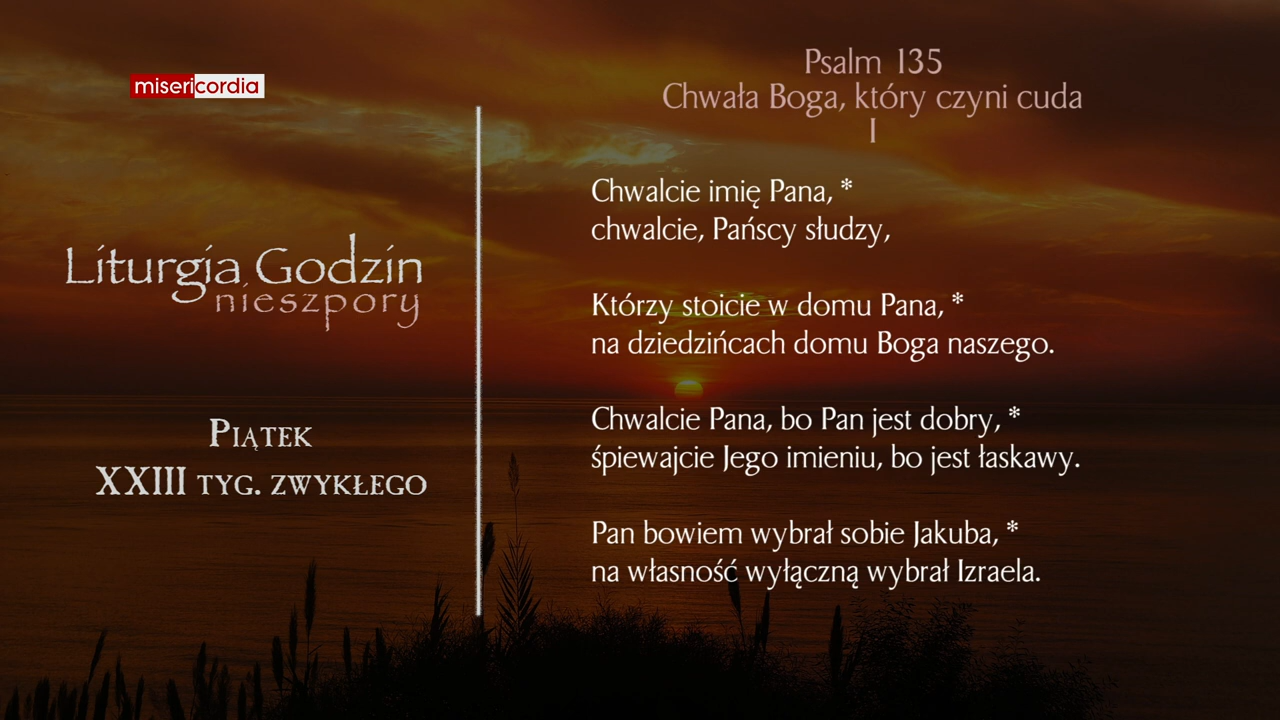 misericordia
Liturgia Godzin
nieszpory
Piątek
XXIII tyg. zwykłego
Psalm 135
Chwała Boga, który czyni cuda
I
Chwalcie imię Pana, *
chwalcie, Pańscy słudzy,
Którzy stoicie w domu Pana, *
na dziedzińcach domu Boga naszego.
Chwalcie Pana, bo Pan jest dobry, *
śpiewajcie Jego imieniu, bo jest łaskawy.
Pan bowiem wybrał sobie Jakuba, *
na własność wyłączną wybrał Izraela.